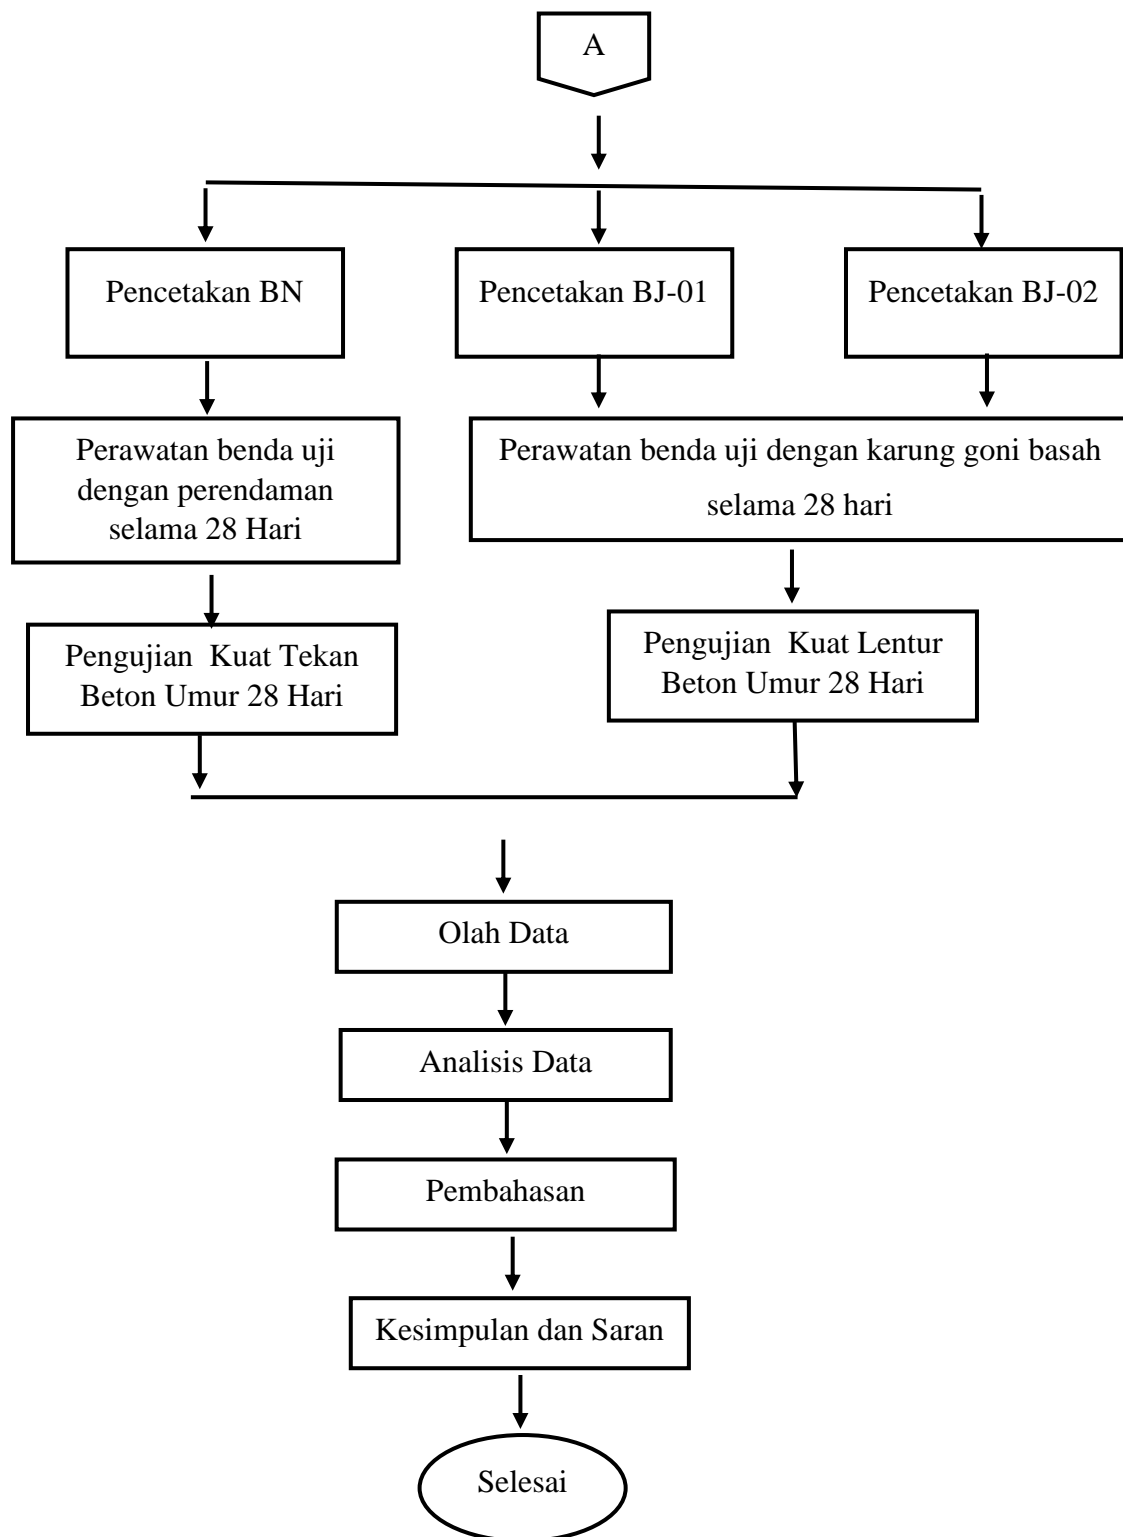 A
Pencetakan BN
Pencetakan BJ-01
Pencetakan BJ-02
Perawatan benda uji
dengan perendaman
selama 28 Hari
Perawatan benda uji dengan karung goni basah
selama 28 hari
Pengujian  Kuat Tekan
Beton Umur 28 Hari
Pengujian  Kuat Lentur
Beton Umur 28 Hari
Olah Data
Analisis Data
Pembahasan
Kesimpulan dan Saran
Selesai